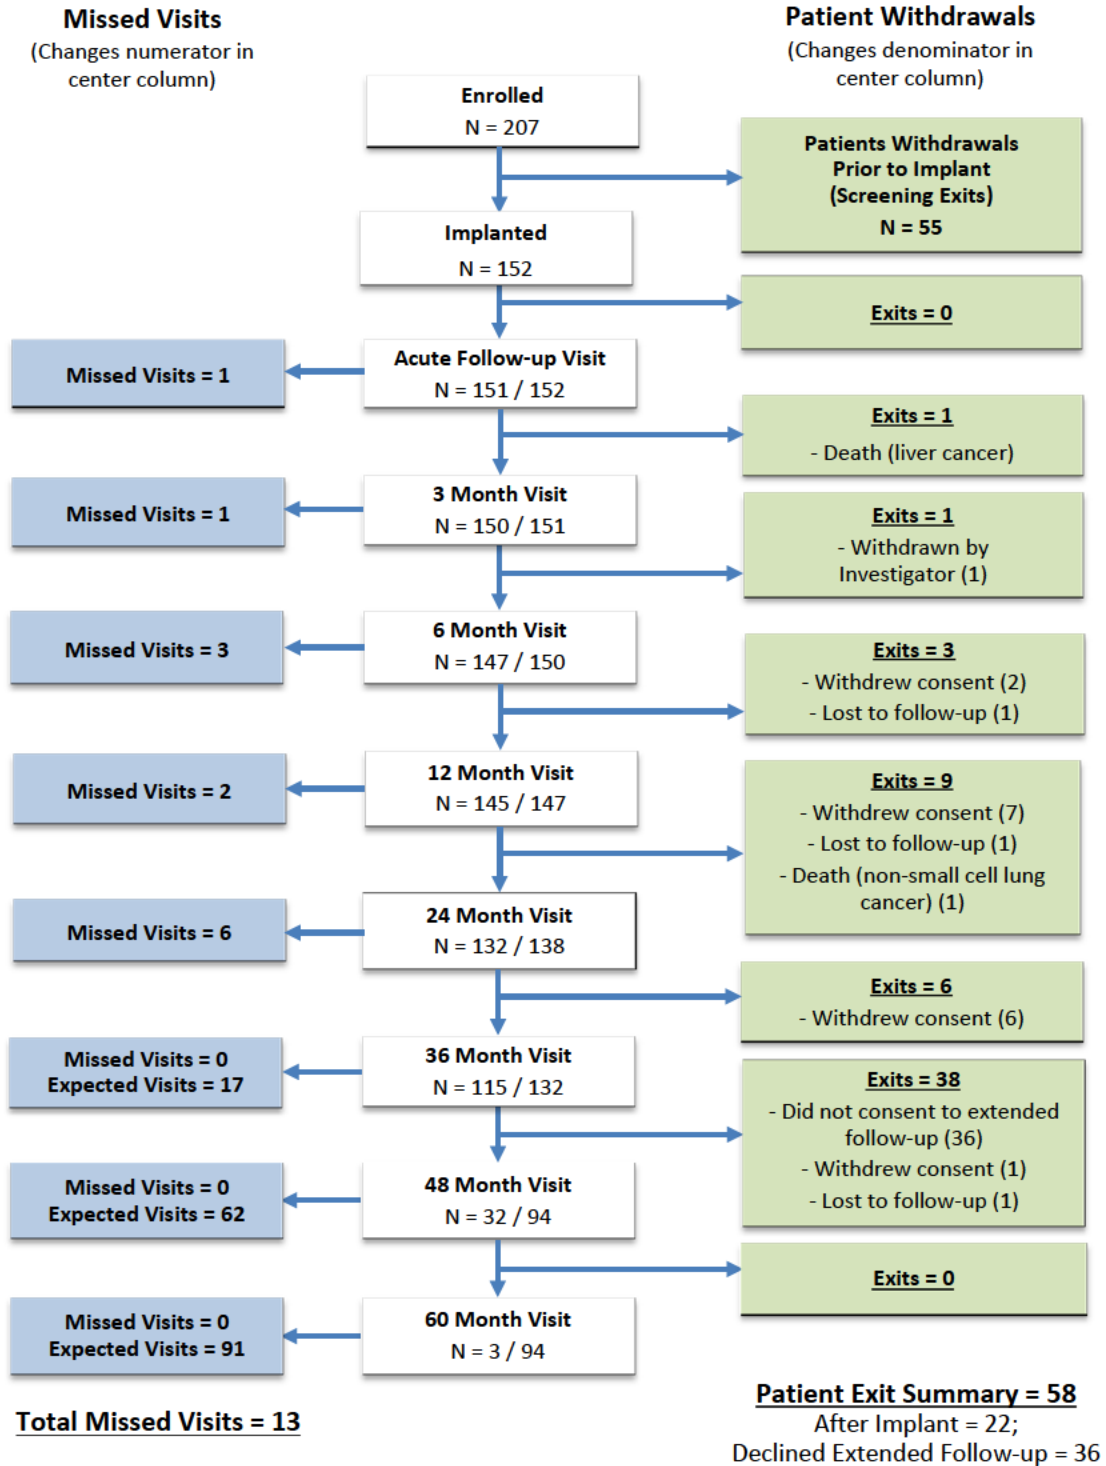 Missed Visits
(Changes numerator in
center column)
Patient Withdrawals
(Changes denominator in
center column)
Enrolled
N = 207
Patients Withdrawals
Prior to Implant
(Screening Exits)
N = 55
Implanted
N = 152
Exits = 0
Missed Visits = 1
Acute Follow-up Visit
N = 151 / 152
Exits = 1
- Death (liver cancer)
Missed Visits = 1
3 Month Visit
N = 150 / 151
Exits = 1
- Withdrawn by
Investigator (1)
Missed Visits = 3
6 Month Visit
N = 147 / 150
Exits = 3
- Withdrew consent (2)
- Lost to follow-up (1)
Missed Visits = 2
12 Month Visit
N = 145 / 147
Exits = 9
- Withdrew consent (7)
- Lost to follow-up (1)
- Death (non-small cell lung
cancer) (1)
Missed Visits = 6
24 Month Visit
N = 132 / 138
Exits = 6
- Withdrew consent (6)
Missed Visits = 0
Expected Visits = 17
36 Month Visit
N = 115 / 132
Exits = 38
- Did not consent to extended
follow-up (36)
- Withdrew consent (1)
- Lost to follow-up (1)
Missed Visits = 0
Expected Visits = 62
48 Month Visit
N = 32 / 94
Exits = 0
Missed Visits = 0
Expected Visits = 91
60 Month Visit
N = 3 / 94
Total Missed Visits = 13
Patient Exit Summary = 58
After Implant = 22;
Declined Extended Follow-up = 36